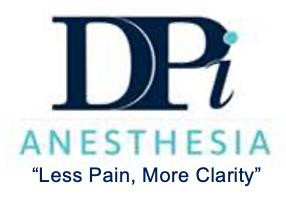 DPi
ANESTHESIA
“Less Pain, More Clarity”